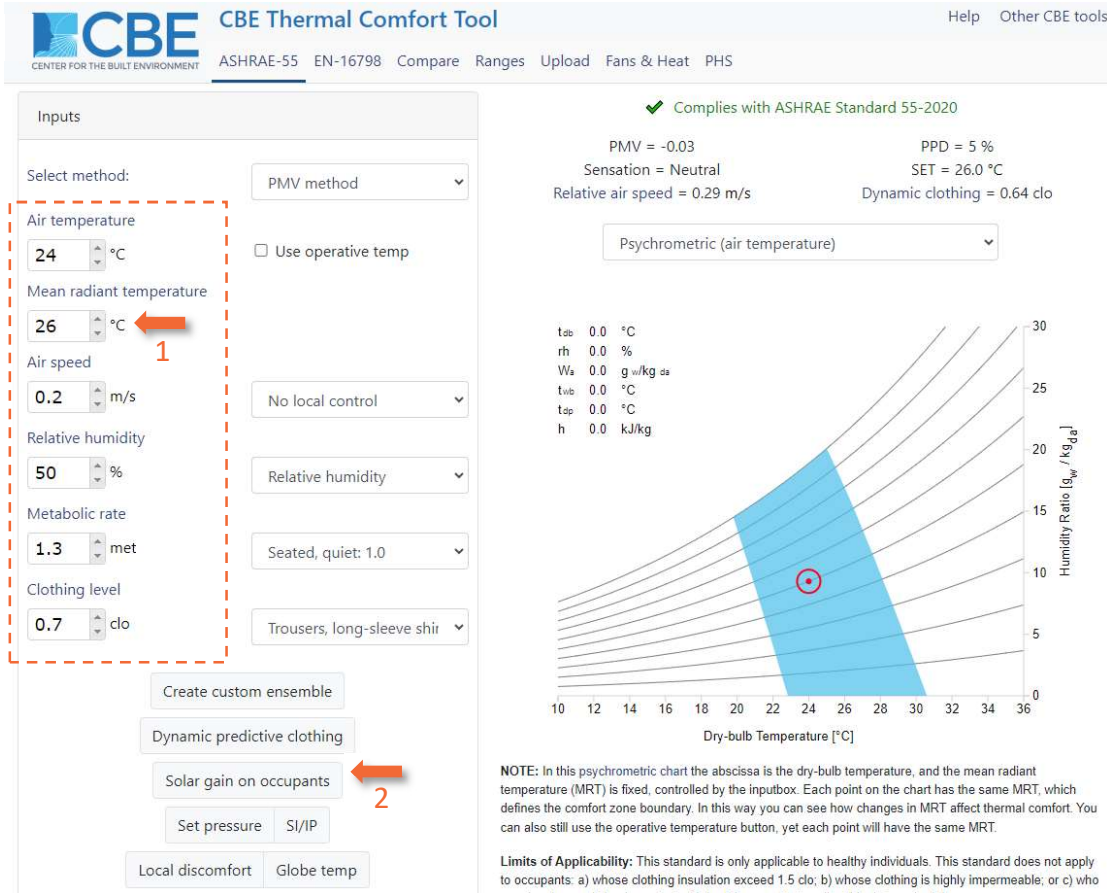 CBE
CENTER FOR THE BUILT ENVIRONMENT
CBE Thermal Comfort Tool
Help Other CBE tools
ASHRAE-55 EN-16798 Compare Ranges Upload Fans & Heat PHS
Inputs
Select method:
PMV method
Air temperature
24 °C
Use operative temp
Mean radiant temperature
26 °C
1
Air speed
0.2 m/s
No local control
Relative humidity
50 %
Relative humidity
Metabolic rate
1.3 met
Seated, quiet: 1.0
Clothing level
0.7 clo
Trousers, long-sleeve shir
Create custom ensemble
Dynamic predictive clothing
Solar gain on occupants
2
Set pressure SI/IP
Local discomfort Globe temp
Complies with ASHRAE Standard 55-2020
PMV = -0.03 PPD = 5 %
Sensation = Neutral SET = 26.0 °C
Relative air speed = 0.29 m/s Dynamic clothing = 0.64 clo
Psychrometric (air temperature)
tdb 0.0 °C
rh 0.0 %
Wa 0.0 g w/kg da
twb 0.0 °C
tdp 0.0 °C
h 0.0 kJ/kg
30
25
20
15
10
5
0
Humidity Ratio [gw / kgda]
10 12 14 16 18 20 22 24 26 28 30 32 34 36
Dry-bulb Temperature [°C]
NOTE: In this psychrometric chart the abscissa is the dry-bulb temperature, and the mean radiant
temperature (MRT) is fixed, controlled by the inputbox. Each point on the chart has the same MRT, which
defines the comfort zone boundary. In this way you can see how changes in MRT affect thermal comfort. You
can also still use the operative temperature button, yet each point will have the same MRT.
Limits of Applicability: This standard is only applicable to healthy individuals. This standard does not apply
to occupants: a) whose clothing insulation exceed 1.5 clo; b) whose clothing is highly impermeable; or c) who